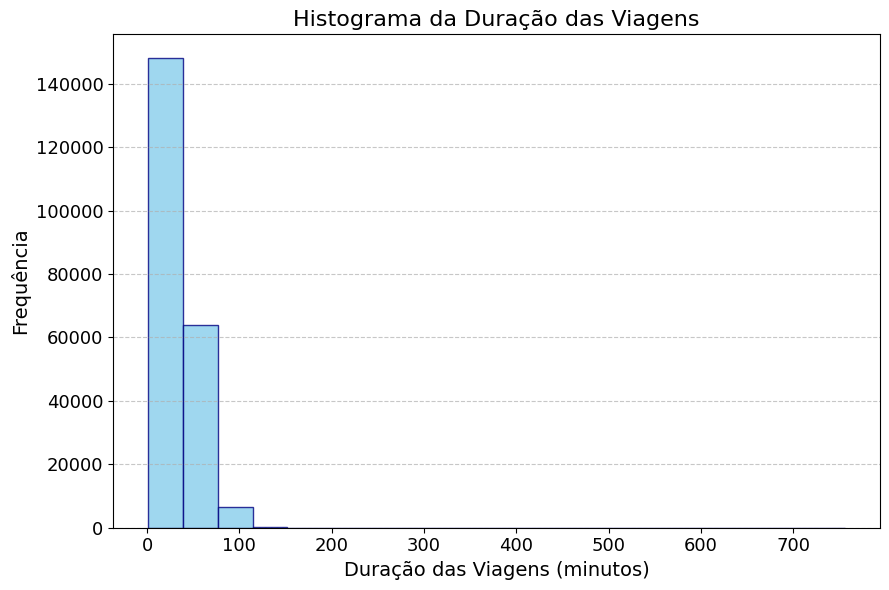 Histograma da Duração das Viagens
Frequência
140000
120000
100000
80000
60000
40000
20000
0
0 100 200 300 400 500 600 700
Duração das Viagens (minutos)